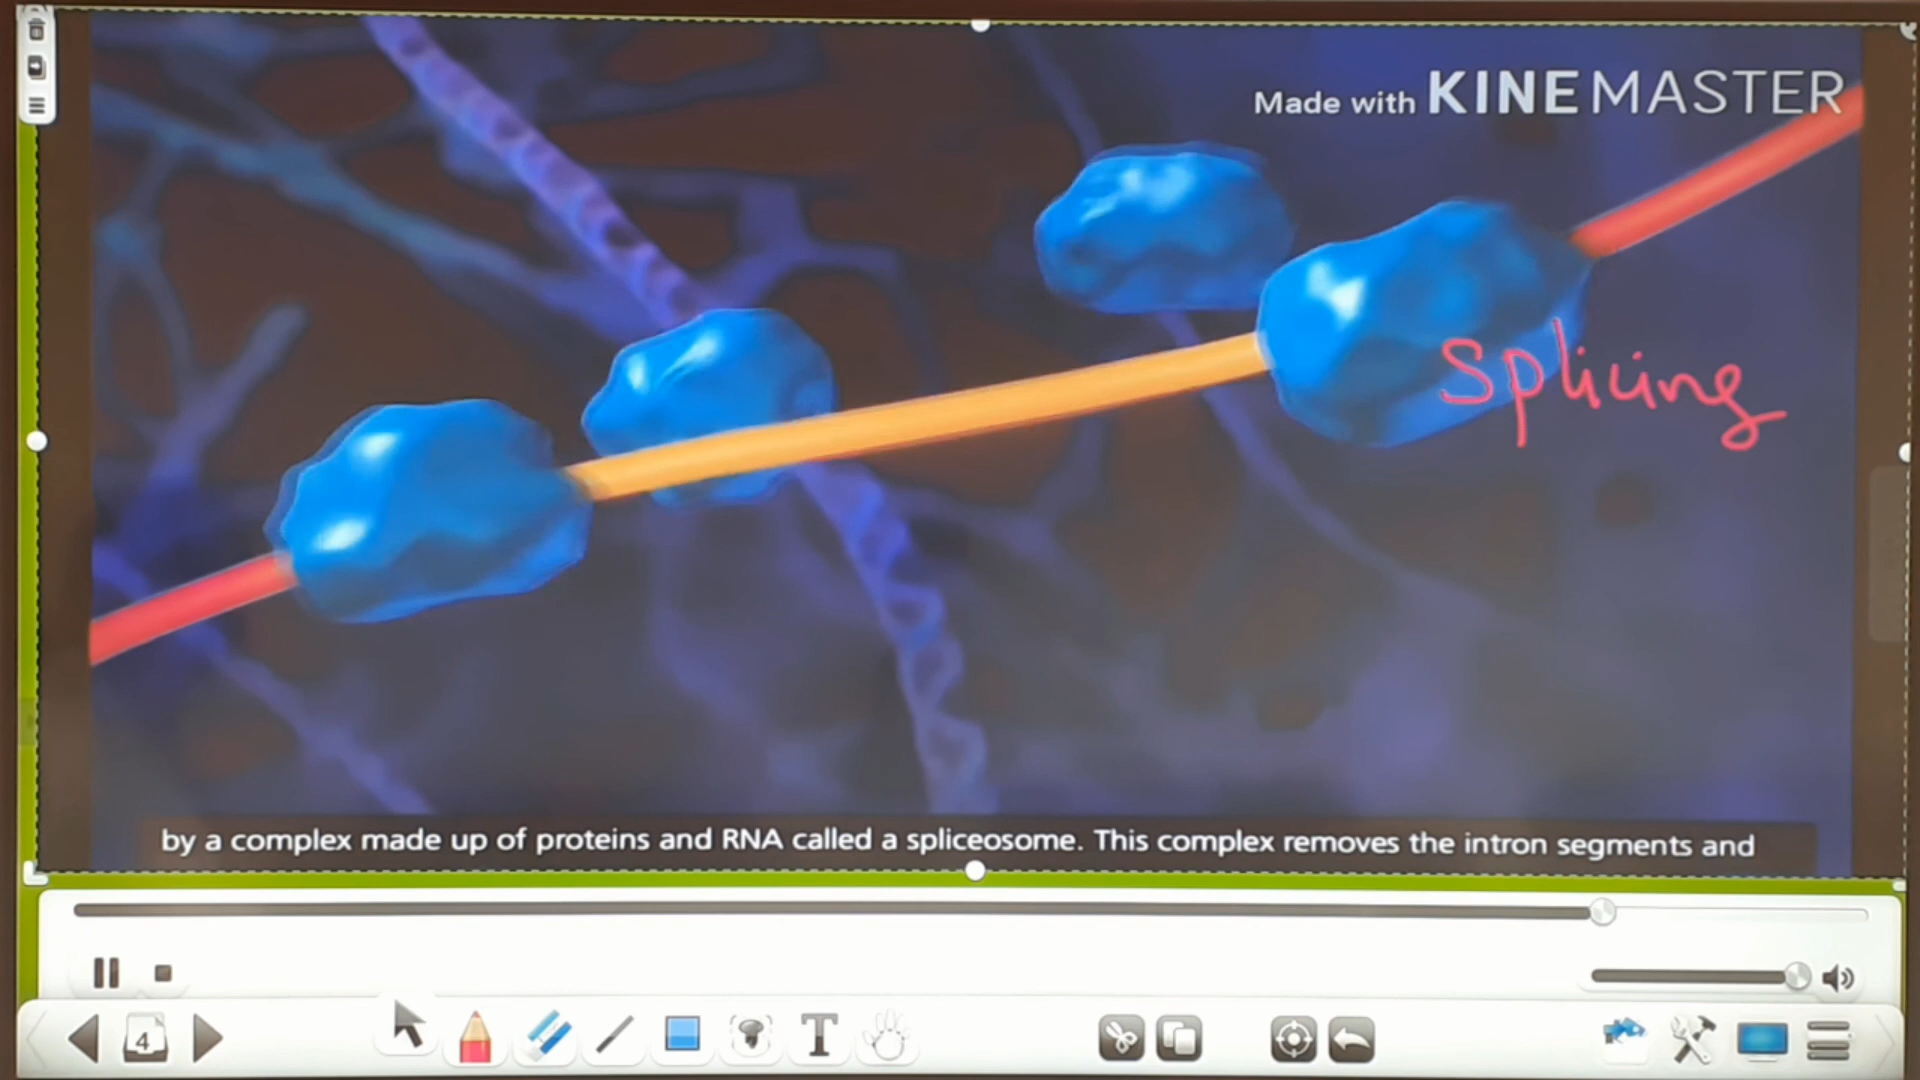 Made with KINEMASTER
Splicing
by a complex made up of proteins and RNA called a spliceosome. This complex removes the intron segments and
4
T